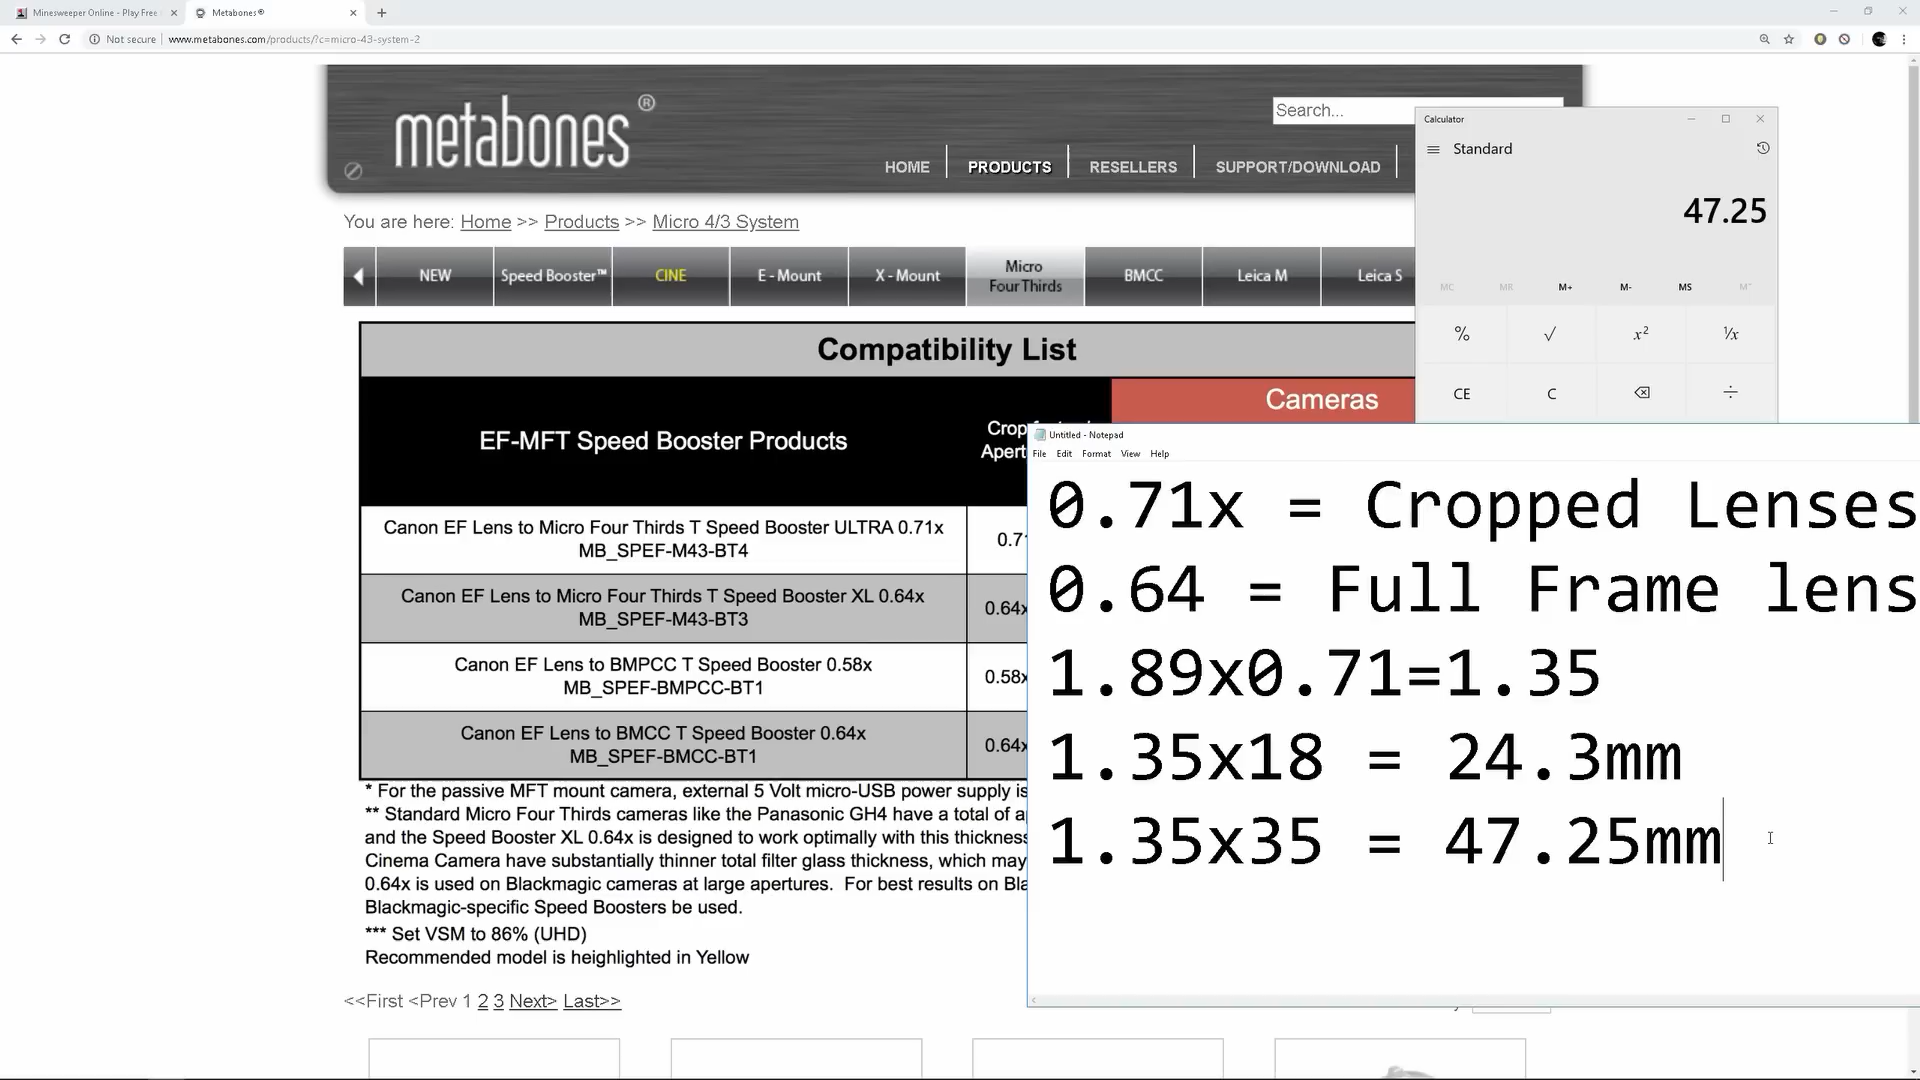 Minesweeper Online - Play Free
Metabones®
Not secure
www.metabones.com/products/?c=micro-43-system-2
metabones®
Search...
HOME
PRODUCTS
RESELLERS
SUPPORT/DOWNLOAD
You are here: Home >> Products >> Micro 4/3 System
NEW
Speed Booster™
CINE
E - Mount
X - Mount
Micro
Four Thirds
BMCC
Leica M
Leica S
Compatibility List
Cameras
EF-MFT Speed Booster Products
Crop
Apert
Canon EF Lens to Micro Four Thirds T Speed Booster ULTRA 0.71x
MB_SPEF-M43-BT4
0.71
Canon EF Lens to Micro Four Thirds T Speed Booster XL 0.64x
MB_SPEF-M43-BT3
0.64x
Canon EF Lens to BMPCC T Speed Booster 0.58x
MB_SPEF-BMPCC-BT1
0.58x
Canon EF Lens to BMCC T Speed Booster 0.64x
MB_SPEF-BMCC-BT1
0.64x
* For the passive MFT mount camera, external 5 Volt micro-USB power supply is
** Standard Micro Four Thirds cameras like the Panasonic GH4 have a total of a
and the Speed Booster XL 0.64x is designed to work optimally with this thickness
Cinema Camera have substantially thinner total filter glass thickness, which may
0.64x is used on Blackmagic cameras at large apertures. For best results on Bla
Blackmagic-specific Speed Boosters be used.
*** Set VSM to 86% (UHD)
Recommended model is heighlighted in Yellow
<<First <Prev 1 2 3 Next> Last>>
Calculator
Standard
47.25
MC MR M+ M- MS M˅
% √ x² ¹/x
CE C ⌫ ÷
Untitled - Notepad
File Edit Format View Help
0.71x = Cropped Lenses
0.64 = Full Frame lens
1.89x0.71=1.35
1.35x18 = 24.3mm
1.35x35 = 47.25mm